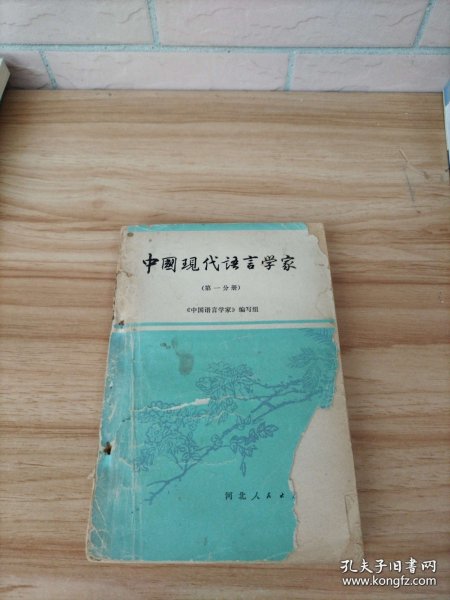 中國現代語言学家
(第一分册)
《中国语言学家》编写组
河北人民出
孔夫子旧书网
www.kongfz.com